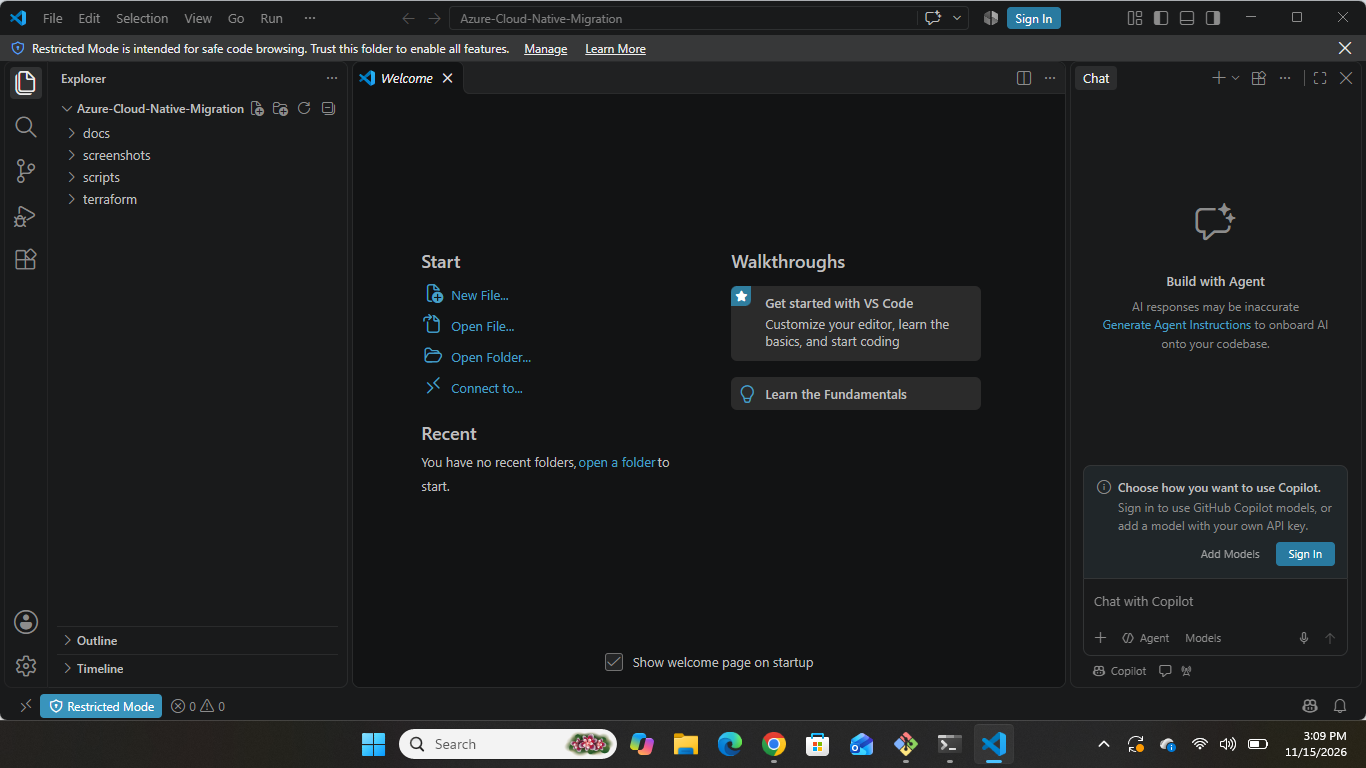 File Edit Selection View Go Run ··· Azure-Cloud-Native-Migration Sign In
Restricted Mode is intended for safe code browsing. Trust this folder to enable all features. Manage Learn More
Explorer
Azure-Cloud-Native-Migration
docs
screenshots
scripts
terraform
Outline
Timeline
Welcome
Start
New File...
Open File...
Open Folder...
Connect to...
Recent
You have no recent folders, open a folder to
start.
Walkthroughs
Get started with VS Code
Customize your editor, learn the
basics, and start coding
Learn the Fundamentals
Show welcome page on startup
Chat
Build with Agent
AI responses may be inaccurate
Generate Agent Instructions to onboard AI
onto your codebase.
Choose how you want to use Copilot.
Sign in to use GitHub Copilot models, or
add a model with your own API key.
Add Models Sign In
Chat with Copilot
Agent Models
Copilot
Restricted Mode 0 0
Search
3:09 PM
11/15/2026